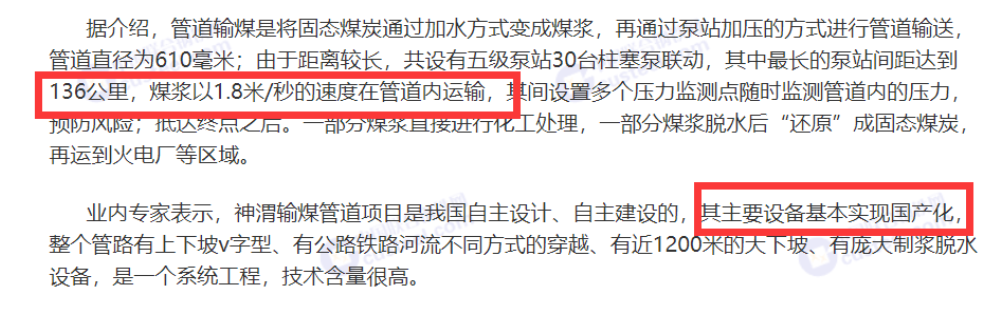 据介绍，管道输煤是将固态煤炭通过加水方式变成煤浆，再通过泵站加压的方式进行管道输送，
管道直径为610毫米；由于距离较长，共设有五级泵站30台柱塞泵联动，其中最长的泵站间距达到
136公里，煤浆以1.8米/秒的速度在管道内运输，其间设置多个压力监测点随时监测管道内的压力，
预防风险；抵达终点之后。一部分煤浆直接进行化工处理，一部分煤浆脱水后“还原”成固态煤炭，
再运到火电厂等区域。
业内专家表示，神渭输煤管道项目是我国自主设计、自主建设的，其主要设备基本实现国产化，
整个管路有上下坡v字型、有公路铁路河流不同方式的穿越、有近1200米的大下坡、有庞大制浆脱水
设备，是一个系统工程，技术含量很高。